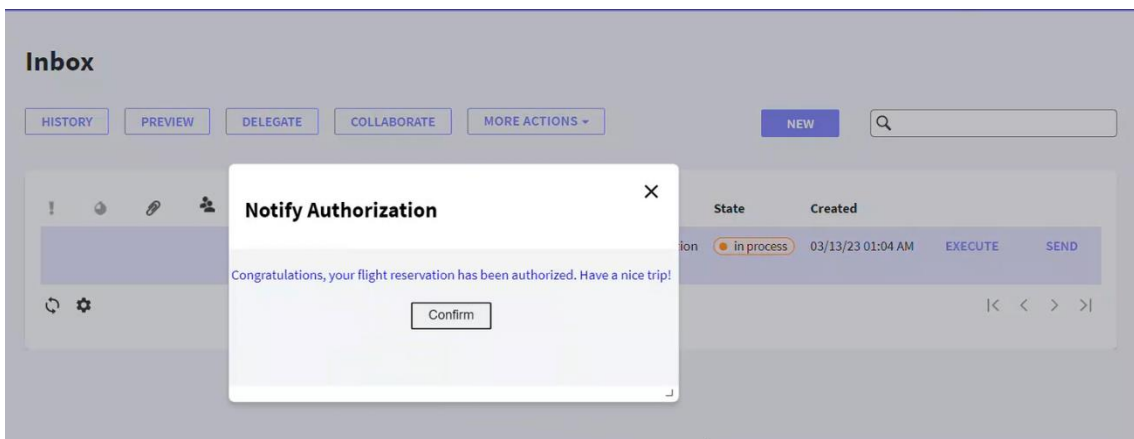 Inbox
HISTORY PREVIEW DELEGATE COLLABORATE MORE ACTIONS NEW
Notify Authorization
State Created
in process 03/13/23 01:04 AM EXECUTE SEND
Congratulations, your flight reservation has been authorized. Have a nice trip!
Confirm